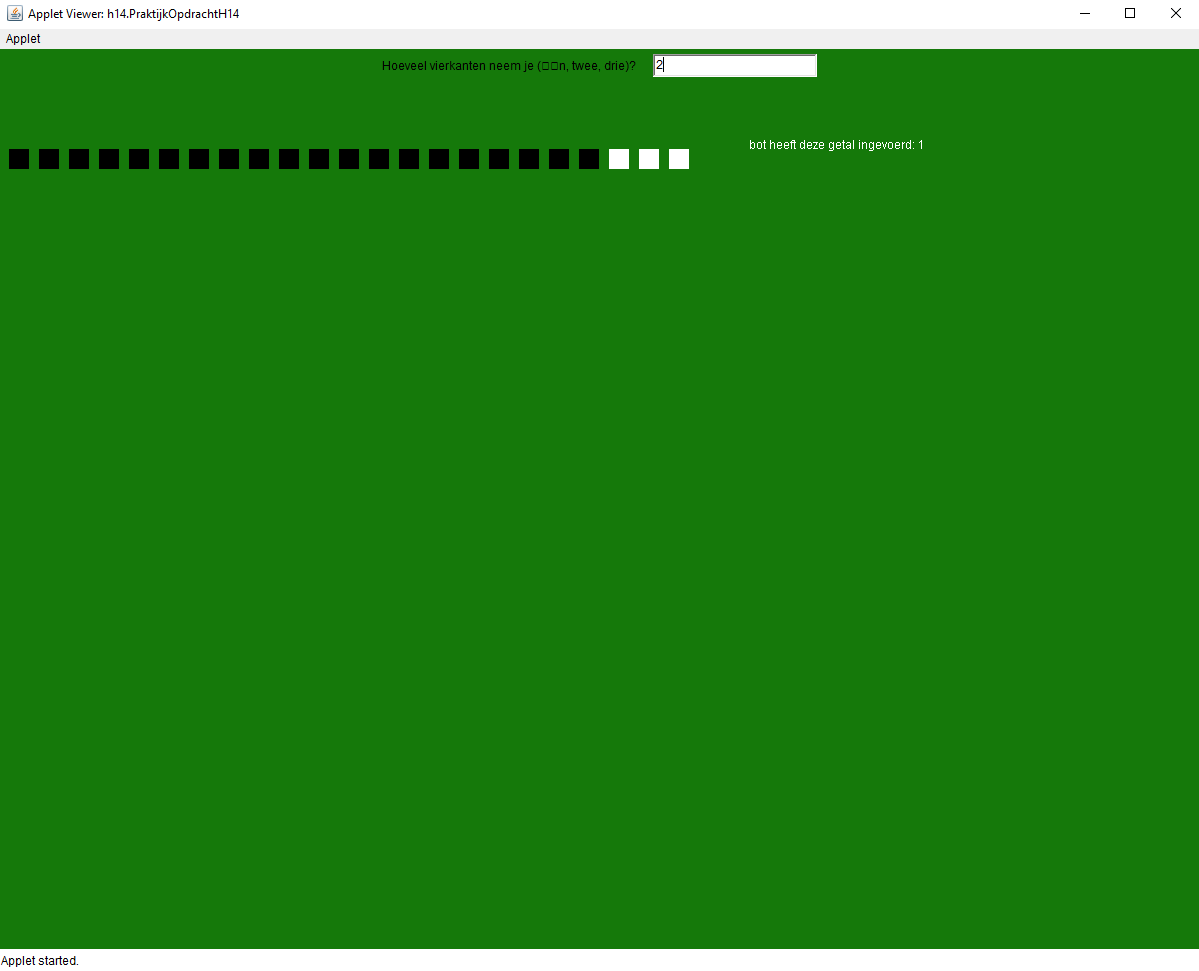 Applet Viewer: h14.PraktijkOpdrachtH14
Applet
Hoeveel vierkanten neem je (□□n, twee, drie)? 2
bot heeft deze getal ingevoerd: 1
Applet started.